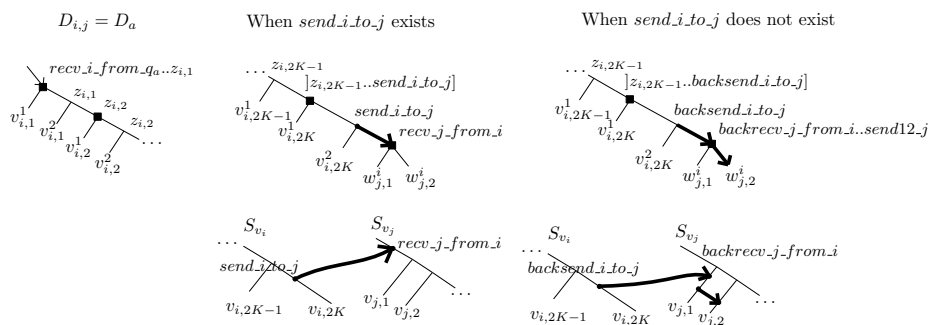 D_{i,j} = D_a
When send_i_to_j exists
When send_i_to_j does not exist
recv_i_from_q_a..z_{i,1}
z_{i,1}
z_{i,2}
z_{i,2}
...
v^1_{i,1}
v^2_{i,1}
v^1_{i,2}
v^2_{i,2}
... z_{i,2K-1}
]z_{i,2K-1}..send_i_to_j]
v^1_{i,2K-1}
send_i_to_j
v^1_{i,2K}
recv_j_from_i
v^2_{i,2K}
w^i_{j,1}
w^i_{j,2}
... z_{i,2K-1}
]z_{i,2K-1}..backsend_i_to_j]
v^1_{i,2K-1}
backsend_i_to_j
v^1_{i,2K}
backrecv_j_from_i..send12_j
v^2_{i,2K}
w^i_{j,1}
w^i_{j,2}
S_{v_i}
S_{v_j}
...
recv_j_from_i
send_i_to_j
...
v_{i,2K-1}
v_{i,2K}
v_{j,1}
v_{j,2}
S_{v_i}
S_{v_j}
...
backrecv_j_from_i
backsend_i_to_j
...
v_{i,2K-1}
v_{i,2K}
v_{j,1}
v_{j,2}